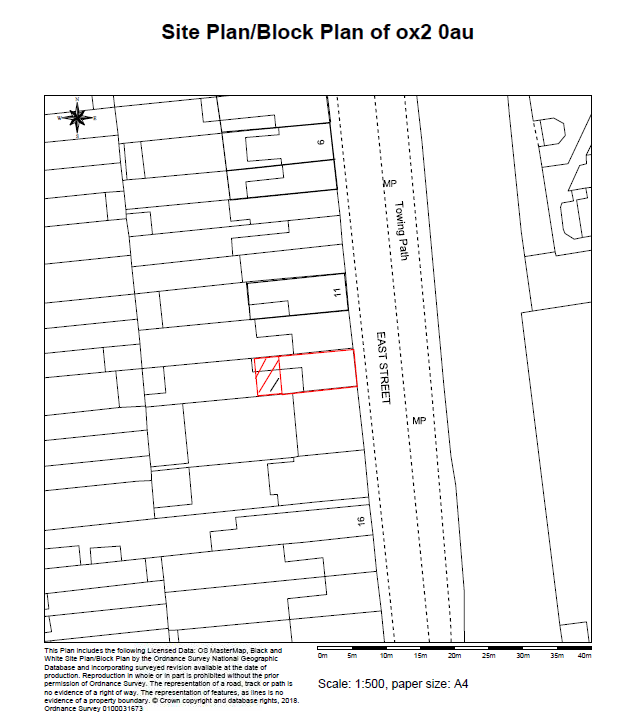 Site Plan/Block Plan of ox2 0au
N
W E
S
9
MP
Towing Path
11
EAST STREET
MP
16
This Plan includes the following Licensed Data: OS MasterMap, Black and
White Site Plan/Block Plan by the Ordnance Survey National Geographic
Database and incorporating surveyed revision available at the date of
production. Reproduction in whole or in part is prohibited without the prior
permission of Ordnance Survey. The representation of a road, track or path is
no evidence of a right of way. The representation of features, as lines is no
evidence of a property boundary. © Crown copyright and database rights, 2018.
Ordnance Survey 0100031673
0m 5m 10m 15m 20m 25m 30m 35m 40m
Scale: 1:500, paper size: A4